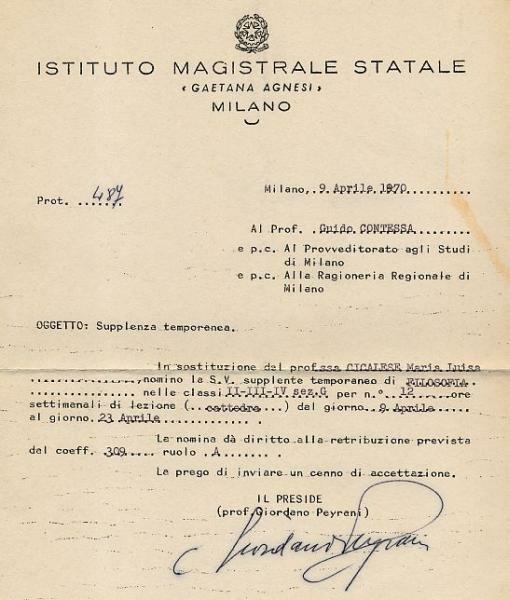 ISTITUTO MAGISTRALE STATALE
« GAETANA AGNESI »
MILANO
Milano, 9 Aprile 1970
Prot. 487
Al Prof. Guido CONTESSA
e p.c. Al Provveditorato agli Studi
di Milano
e p.c. Alla Ragioneria Regionale di
Milano
OGGETTO: Supplenza temporanea.
In sostituzione del prof.ssa CICALESE Maria Luisa
..............., nomino la S.V. supplente temporaneo di FILOSOFIA
............... nelle classi II-III-IV sez.G per n.° 12 ...ore
settimanali di lezione (..cattedra...) dal giorno 9 Aprile
al giorno 23 Aprile
La nomina dà diritto alla retribuzione prevista
dal coeff. 309 ruolo A
La prego di inviare un cenno di accettazione.
IL PRESIDE
(prof.Giordano Peyrani)
Giordano Peyrani